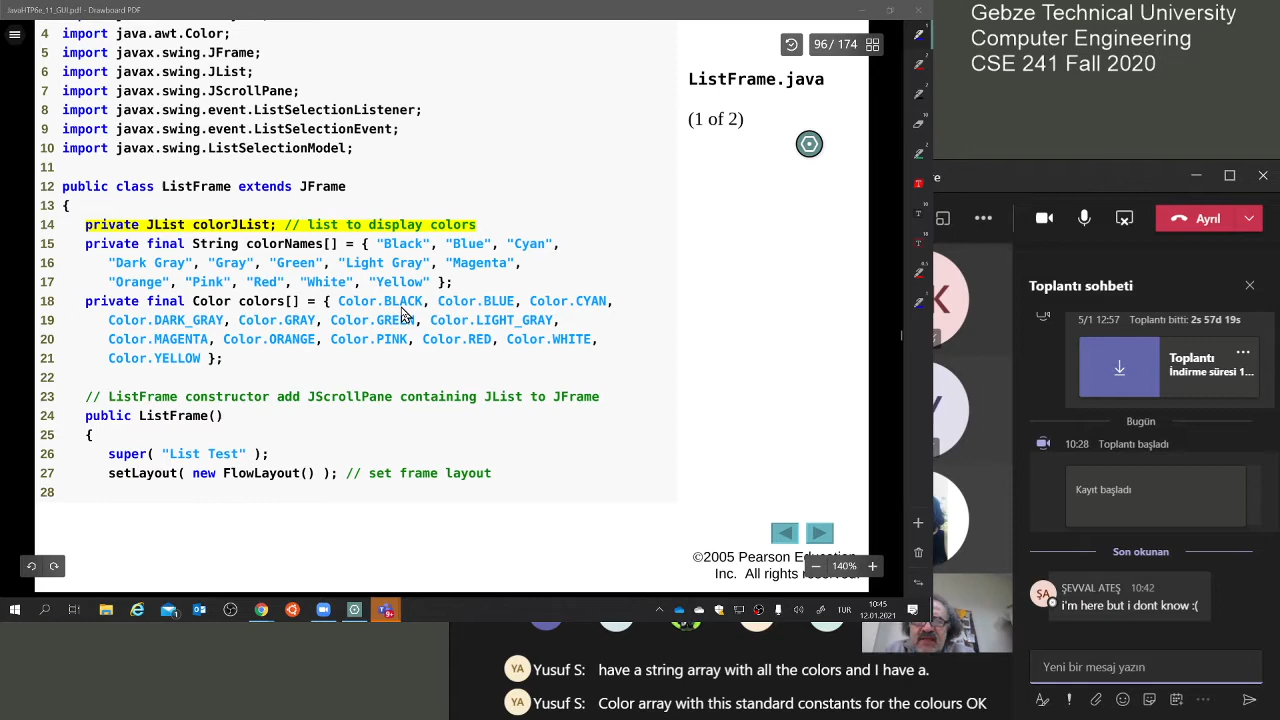 JavaHTP6e_11_GUI.pdf - Drawboard PDF
4 import java.awt.Color;
5 import javax.swing.JFrame;
6 import javax.swing.JList;
7 import javax.swing.JScrollPane;
8 import javax.swing.event.ListSelectionListener;
9 import javax.swing.event.ListSelectionEvent;
10 import javax.swing.ListSelectionModel;
11
12 public class ListFrame extends JFrame
13 {
14 private JList colorJList; // list to display colors
15 private final String colorNames[] = { "Black", "Blue", "Cyan",
16 "Dark Gray", "Gray", "Green", "Light Gray", "Magenta",
17 "Orange", "Pink", "Red", "White", "Yellow" };
18 private final Color colors[] = { Color.BLACK, Color.BLUE, Color.CYAN,
19 Color.DARK_GRAY, Color.GRAY, Color.GREEN, Color.LIGHT_GRAY,
20 Color.MAGENTA, Color.ORANGE, Color.PINK, Color.RED, Color.WHITE,
21 Color.YELLOW };
22
23 // ListFrame constructor add JScrollPane containing JList to JFrame
24 public ListFrame()
25 {
26 super( "List Test" );
27 setLayout( new FlowLayout() ); // set frame layout
28
96 / 174
ListFrame.java
(1 of 2)
©2005 Pearson Education
Inc. All rights reserved.
140%
TUR
10:45
12.01.2021
Gebze Technical University
Computer Engineering
CSE 241 Fall 2020
re
Ayrıl
K
Toplantı sohbeti
5/1 12:57 Toplantı bitti: 2s 57d 19s
Toplantı
İndirme süresi 1...
Bugün
10:28 Toplantı başladı
Kayıt başladı
Son okunan
ŞA
ŞEVVAL ATEŞ 10:42
i'm here but i dont know :(
Yeni bir mesaj yazın
YA Yusuf S: have a string array with all the colors and I have a.
YA Yusuf S: Color array with this standard constants for the colours OK